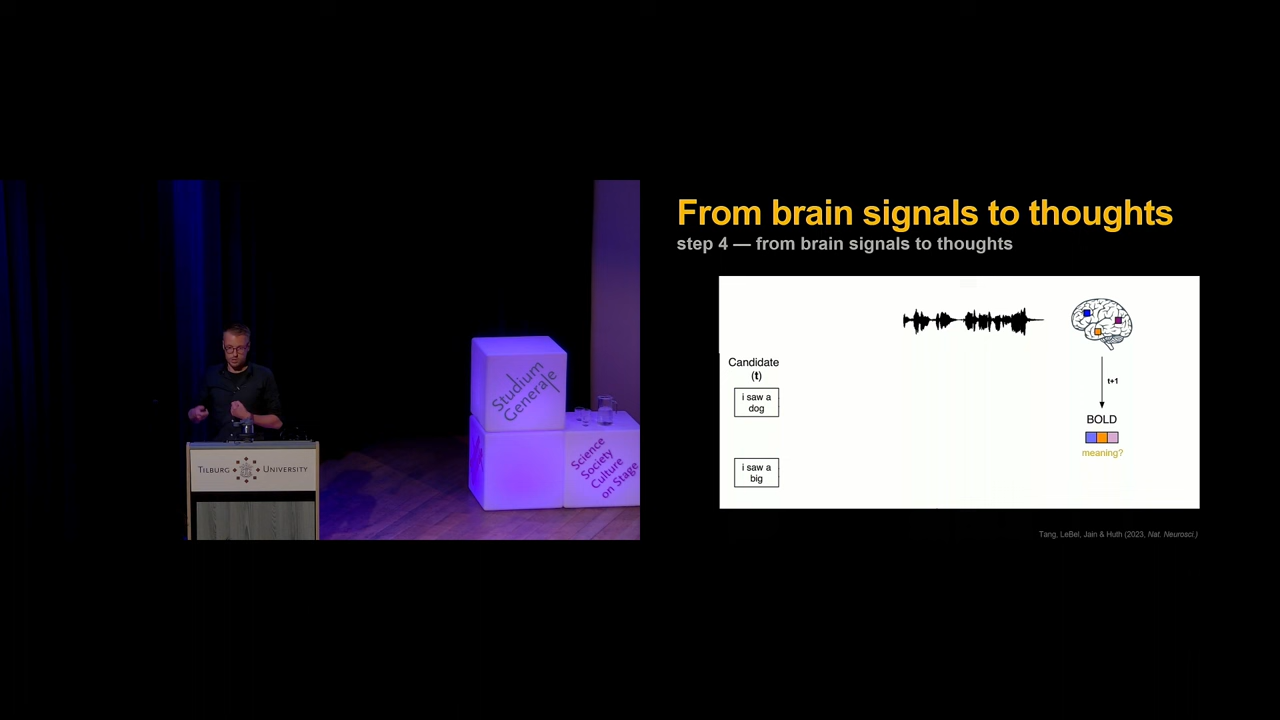 Studium
Generale
Science
Society
Culture
on Stage
TILBURG UNIVERSITY
From brain signals to thoughts
step 4 — from brain signals to thoughts
Candidate
(t)
i saw a
dog
i saw a
big
t+1
BOLD
meaning?
Tang, LeBel, Jain & Huth (2023, Nat. Neurosci.)